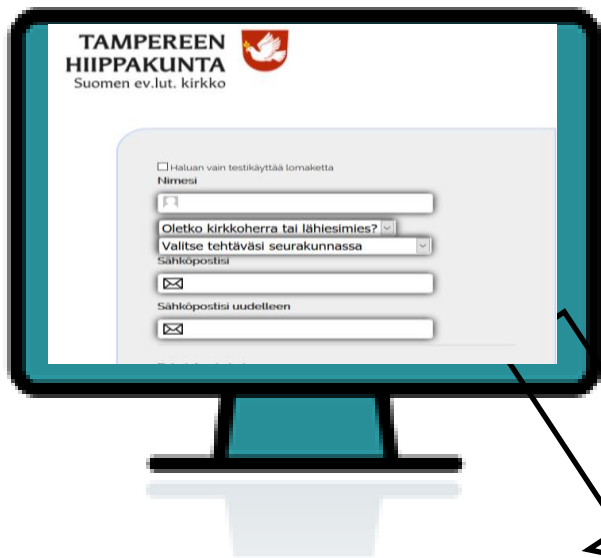 TAMPEREEN
HIIPPAKUNTA
Suomen ev.lut. kirkko
Haluan vain testikäyttää lomaketta
Nimesi
Oletko kirkkoherra tai lähiesimies?
Valitse tehtäväsi seurakunnassa
Sähköpostisi
Sähköpostisi uudelleen